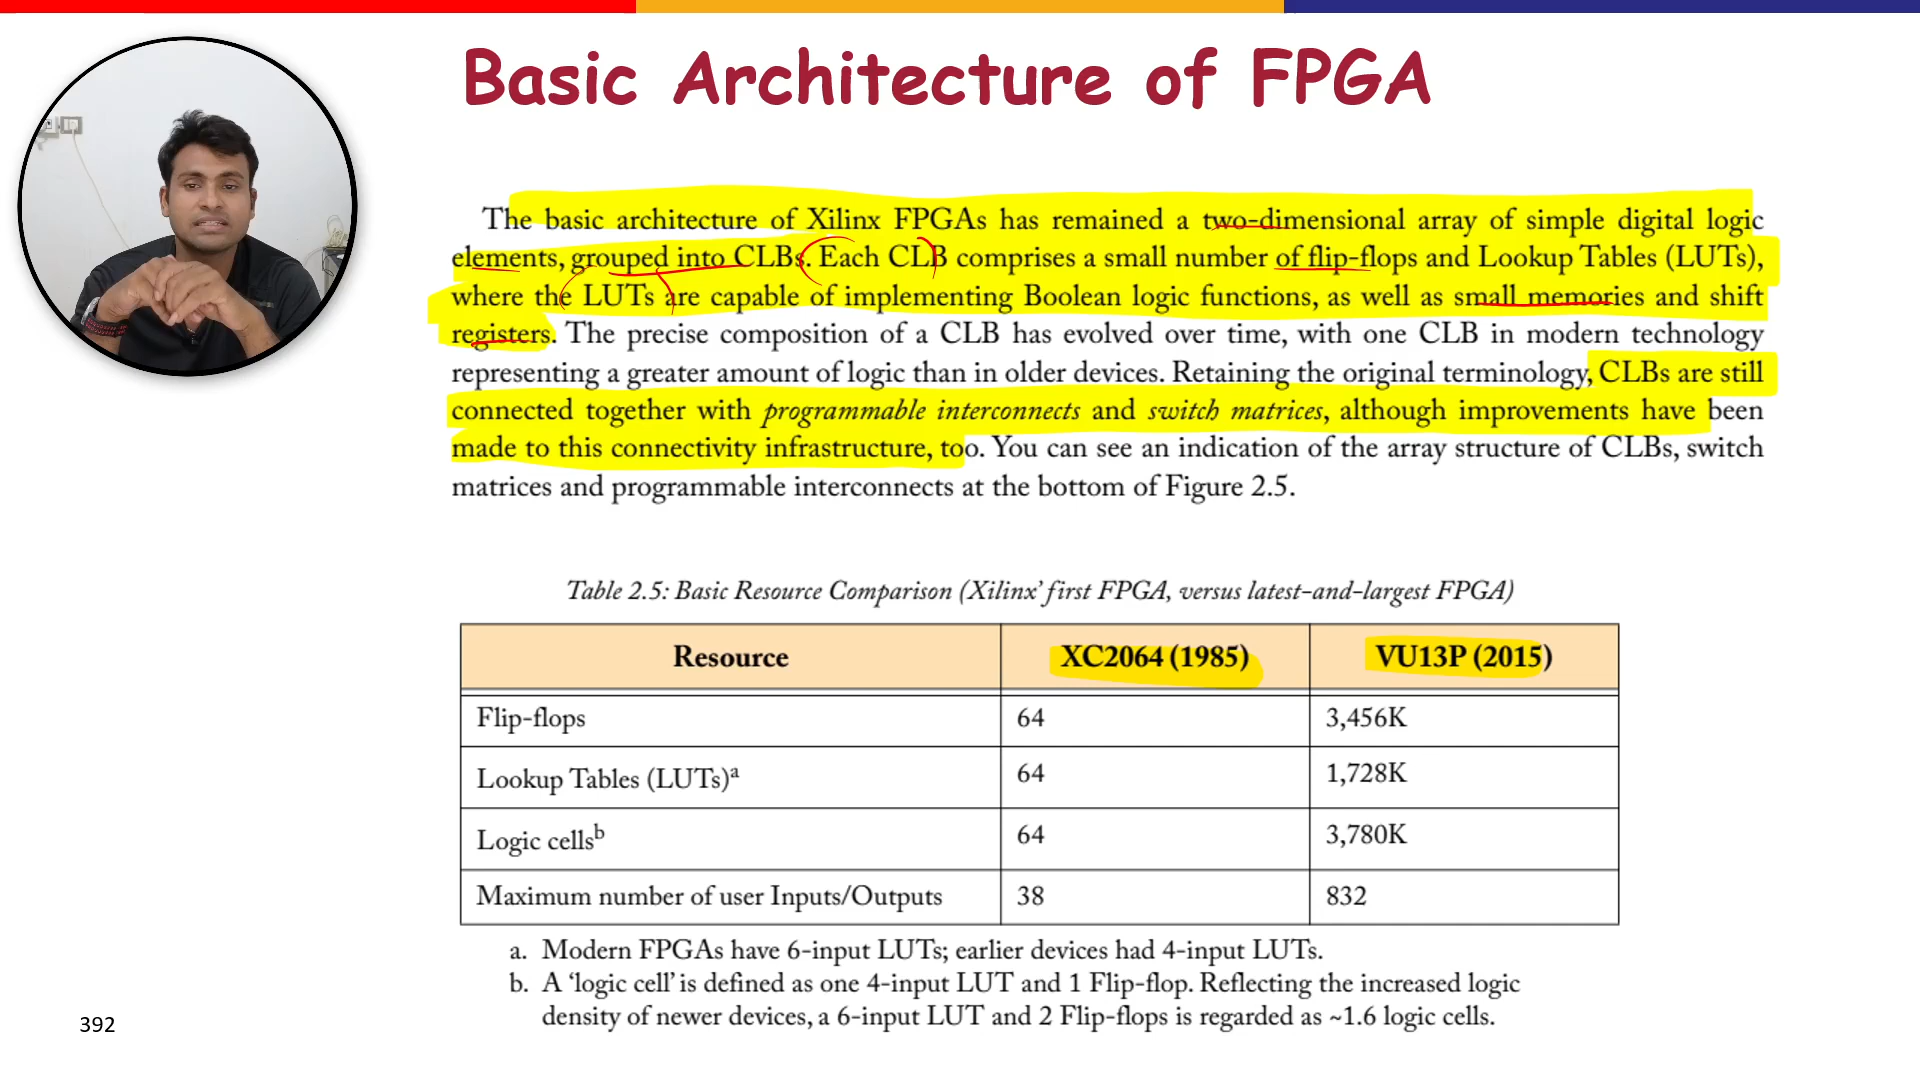 Basic Architecture of FPGA
The basic architecture of Xilinx FPGAs has remained a two-dimensional array of simple digital logic
elements, grouped into CLBs. Each CLB comprises a small number of flip-flops and Lookup Tables (LUTs),
where the LUTs are capable of implementing Boolean logic functions, as well as small memories and shift
registers. The precise composition of a CLB has evolved over time, with one CLB in modern technology
representing a greater amount of logic than in older devices. Retaining the original terminology, CLBs are still
connected together with programmable interconnects and switch matrices, although improvements have been
made to this connectivity infrastructure, too. You can see an indication of the array structure of CLBs, switch
matrices and programmable interconnects at the bottom of Figure 2.5.
Table 2.5: Basic Resource Comparison (Xilinx' first FPGA, versus latest-and-largest FPGA)
Resource XC2064 (1985) VU13P (2015)
Flip-flops 64 3,456K
Lookup Tables (LUTs)a 64 1,728K
Logic cellsb 64 3,780K
Maximum number of user Inputs/Outputs 38 832
a. Modern FPGAs have 6-input LUTs; earlier devices had 4-input LUTs.
b. A 'logic cell' is defined as one 4-input LUT and 1 Flip-flop. Reflecting the increased logic
density of newer devices, a 6-input LUT and 2 Flip-flops is regarded as ~1.6 logic cells.
392